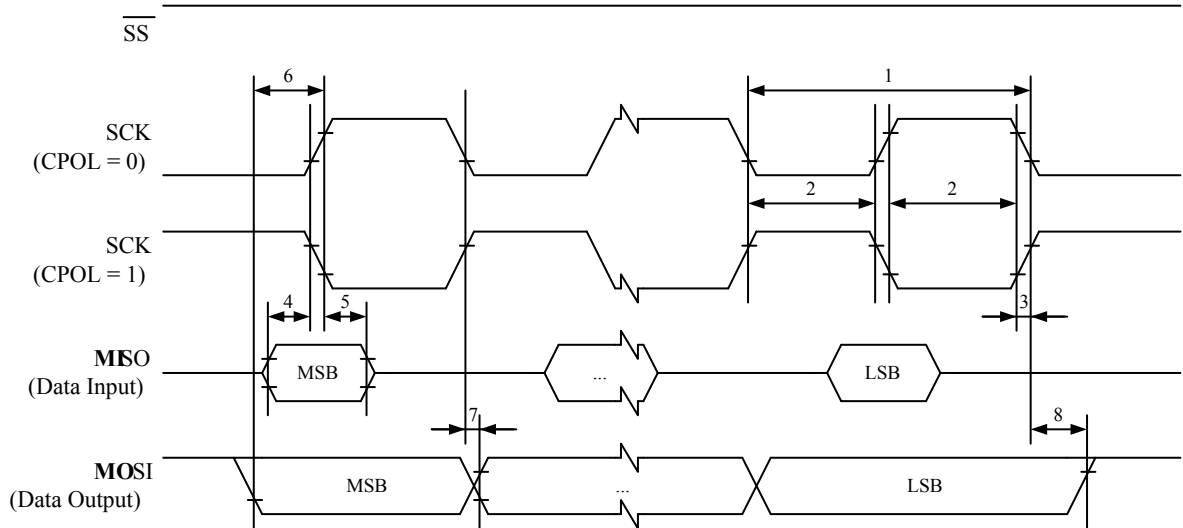 SS
6
1
SCK
(CPOL = 0)
2
2
SCK
(CPOL = 1)
4
5
3
MISO
(Data Input)
MSB
...
LSB
7
8
MOSI
(Data Output)
MSB
...
LSB